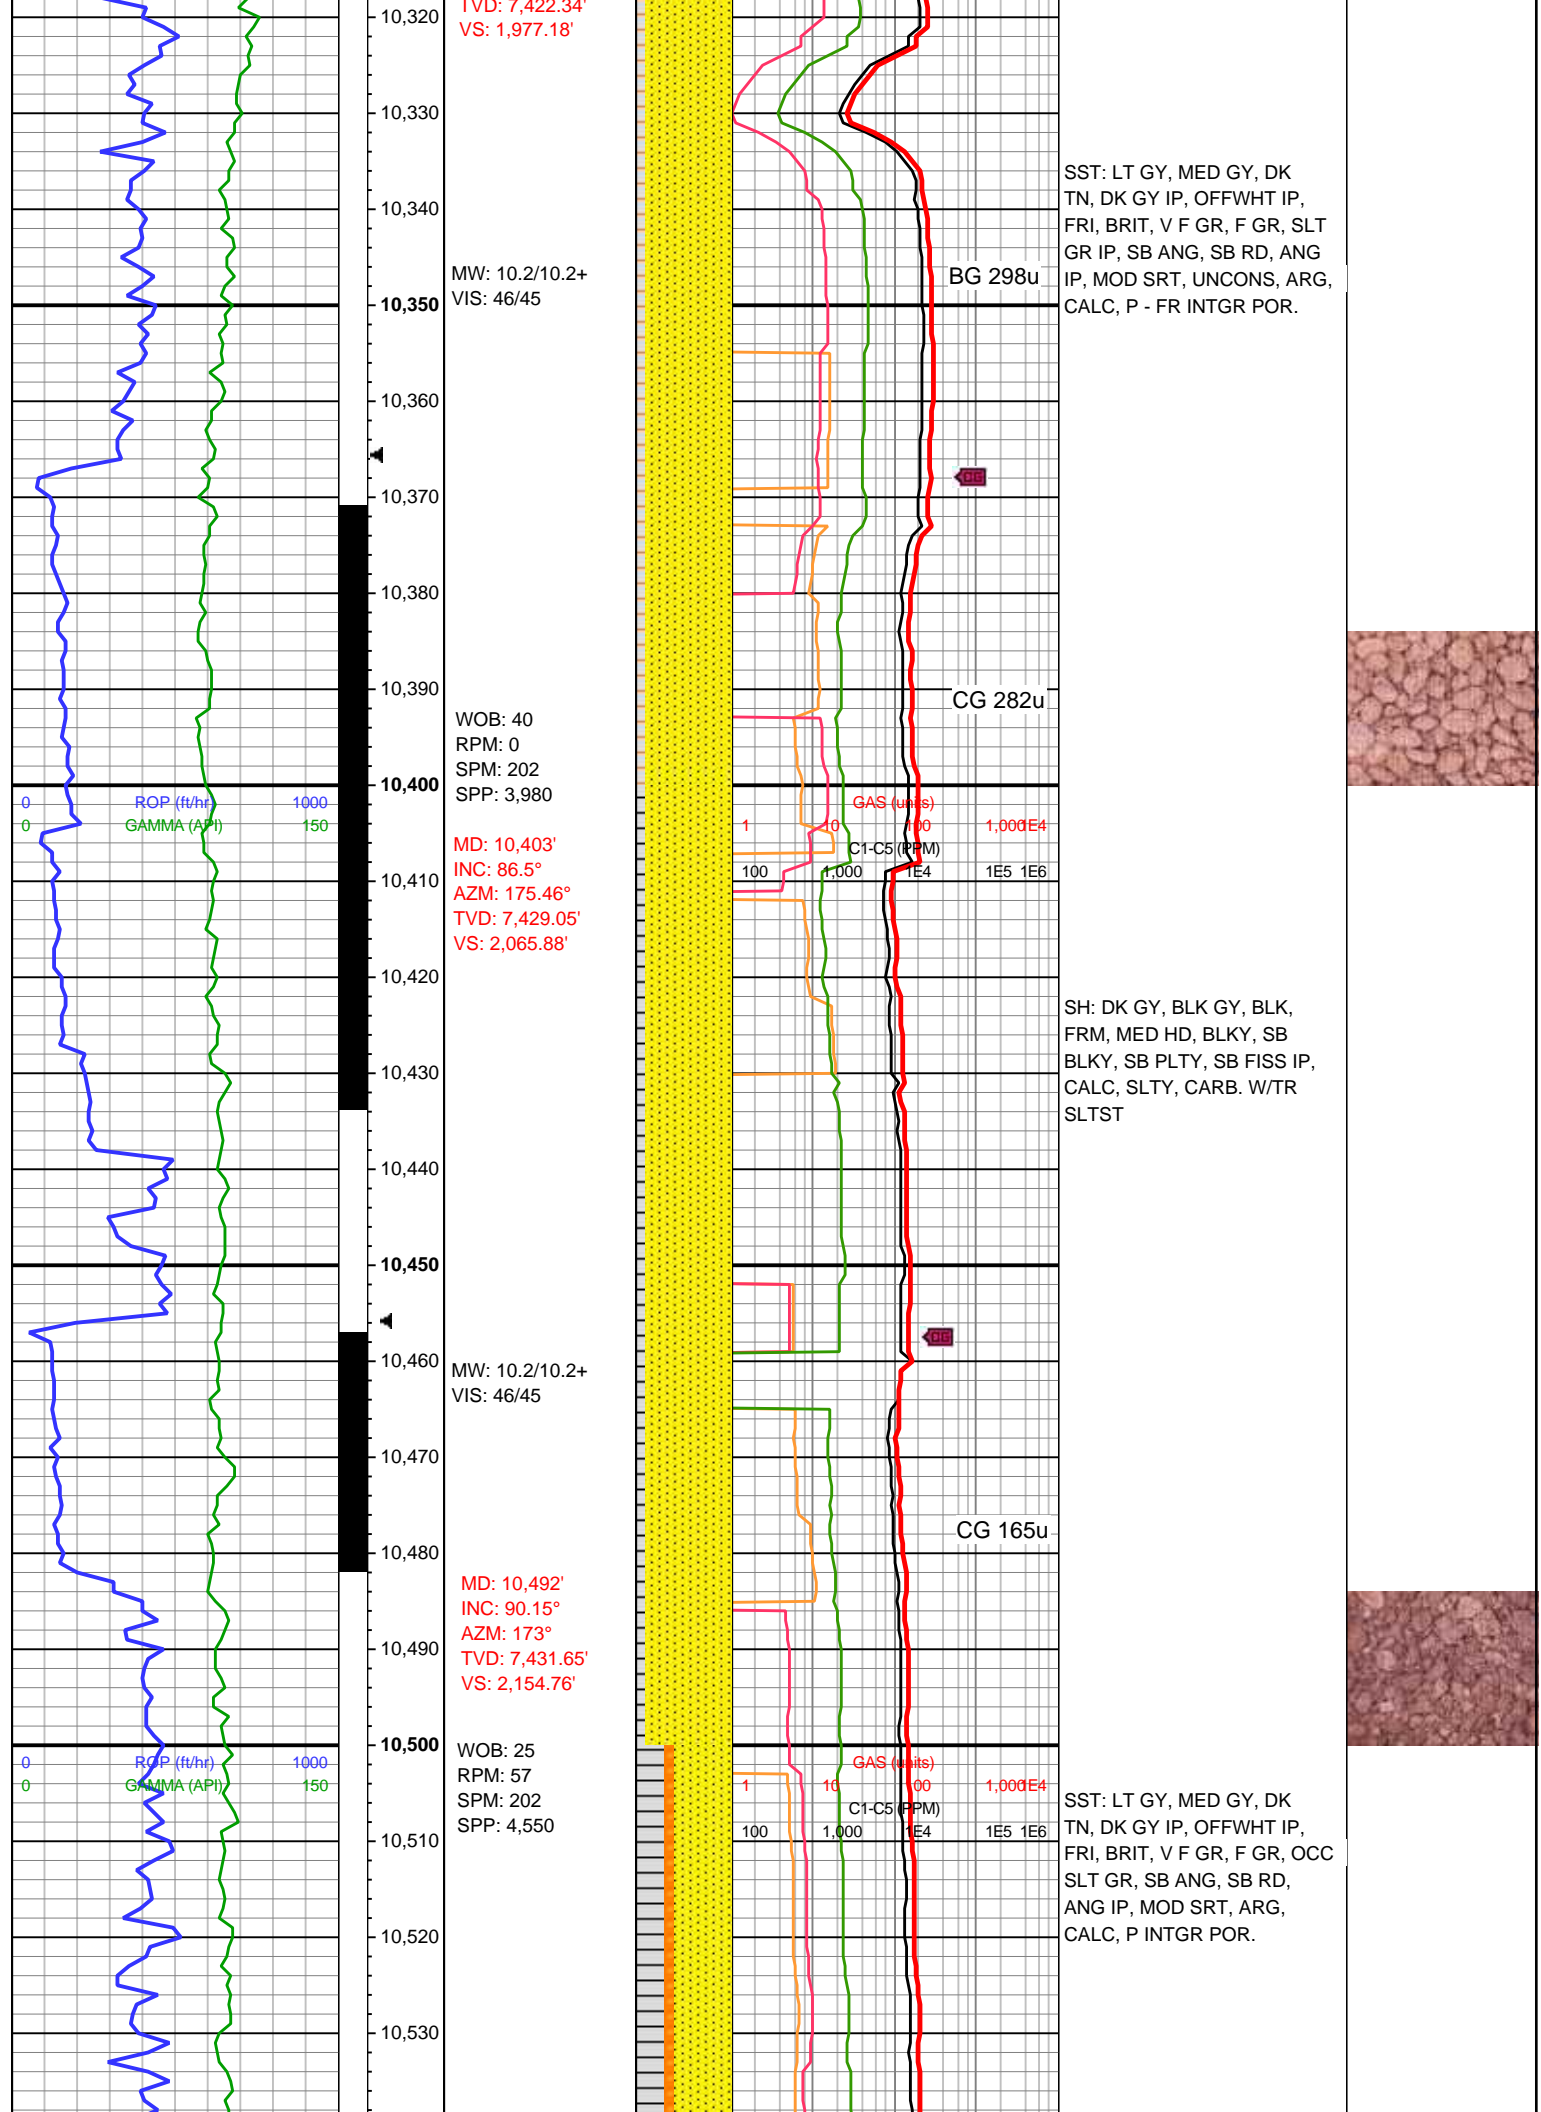 TVD: 7,422.34'
VS: 1,977.18'
10,320
10,330
10,340
10,350
10,360
10,370
10,380
10,390
10,400
10,410
10,420
10,430
10,440
10,450
10,460
10,470
10,480
10,490
10,500
10,510
10,520
10,530
MW: 10.2/10.2+
VIS: 46/45
BG 298u
SST: LT GY, MED GY, DK
TN, DK GY IP, OFFWHT IP,
FRI, BRIT, V F GR, F GR, SLT
GR IP, SB ANG, SB RD, ANG
IP, MOD SRT, UNCONS, ARG,
CALC, P - FR INTGR POR.
CG
CG 282u
WOB: 40
RPM: 0
SPM: 202
SPP: 3,980
0 ROP (ft/hr) 1000
0 GAMMA (API) 150
GAS (units)
1 10 100 1,000 1E4
C1-C5 (PPM)
100 1,000 1E4 1E5 1E6
MD: 10,403'
INC: 86.5°
AZM: 175.46°
TVD: 7,429.05'
VS: 2,065.88'
SH: DK GY, BLK GY, BLK,
FRM, MED HD, BLKY, SB
BLKY, SB PLTY, SB FISS IP,
CALC, SLTY, CARB. W/TR
SLTST
CG
MW: 10.2/10.2+
VIS: 46/45
CG 165u
MD: 10,492'
INC: 90.15°
AZM: 173°
TVD: 7,431.65'
VS: 2,154.76'
WOB: 25
RPM: 57
SPM: 202
SPP: 4,550
0 ROP (ft/hr) 1000
0 GAMMA (API) 150
GAS (units)
1 10 100 1,000 1E4
C1-C5 (PPM)
100 1,000 1E4 1E5 1E6
SST: LT GY, MED GY, DK
TN, DK GY IP, OFFWHT IP,
FRI, BRIT, V F GR, F GR, OCC
SLT GR, SB ANG, SB RD,
ANG IP, MOD SRT, ARG,
CALC, P INTGR POR.